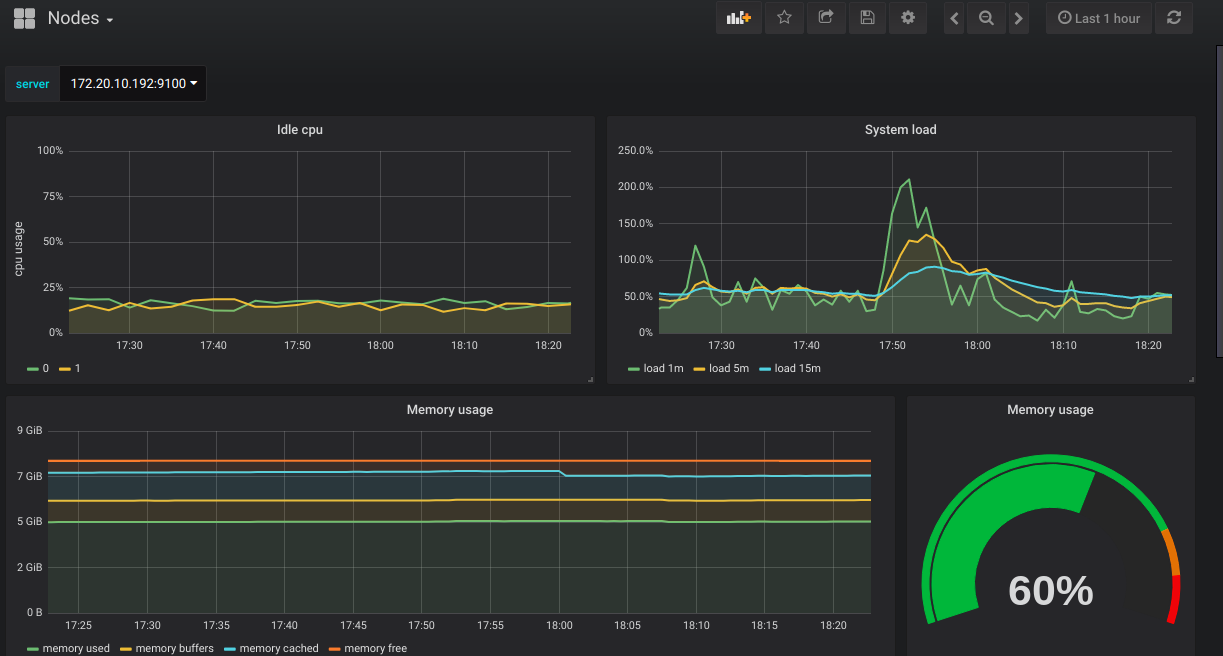 Nodes
Last 1 hour
server 172.20.10.192:9100
Idle cpu
100%
75%
50%
25%
0%
cpu usage
17:30 17:40 17:50 18:00 18:10 18:20
0 1
System load
250.0%
200.0%
150.0%
100.0%
50.0%
0%
17:30 17:40 17:50 18:00 18:10 18:20
load 1m load 5m load 15m
Memory usage
9 GiB
7 GiB
5 GiB
2 GiB
0 B
17:25 17:30 17:35 17:40 17:45 17:50 17:55 18:00 18:05 18:10 18:15 18:20
memory used memory buffers memory cached memory free
Memory usage
60%